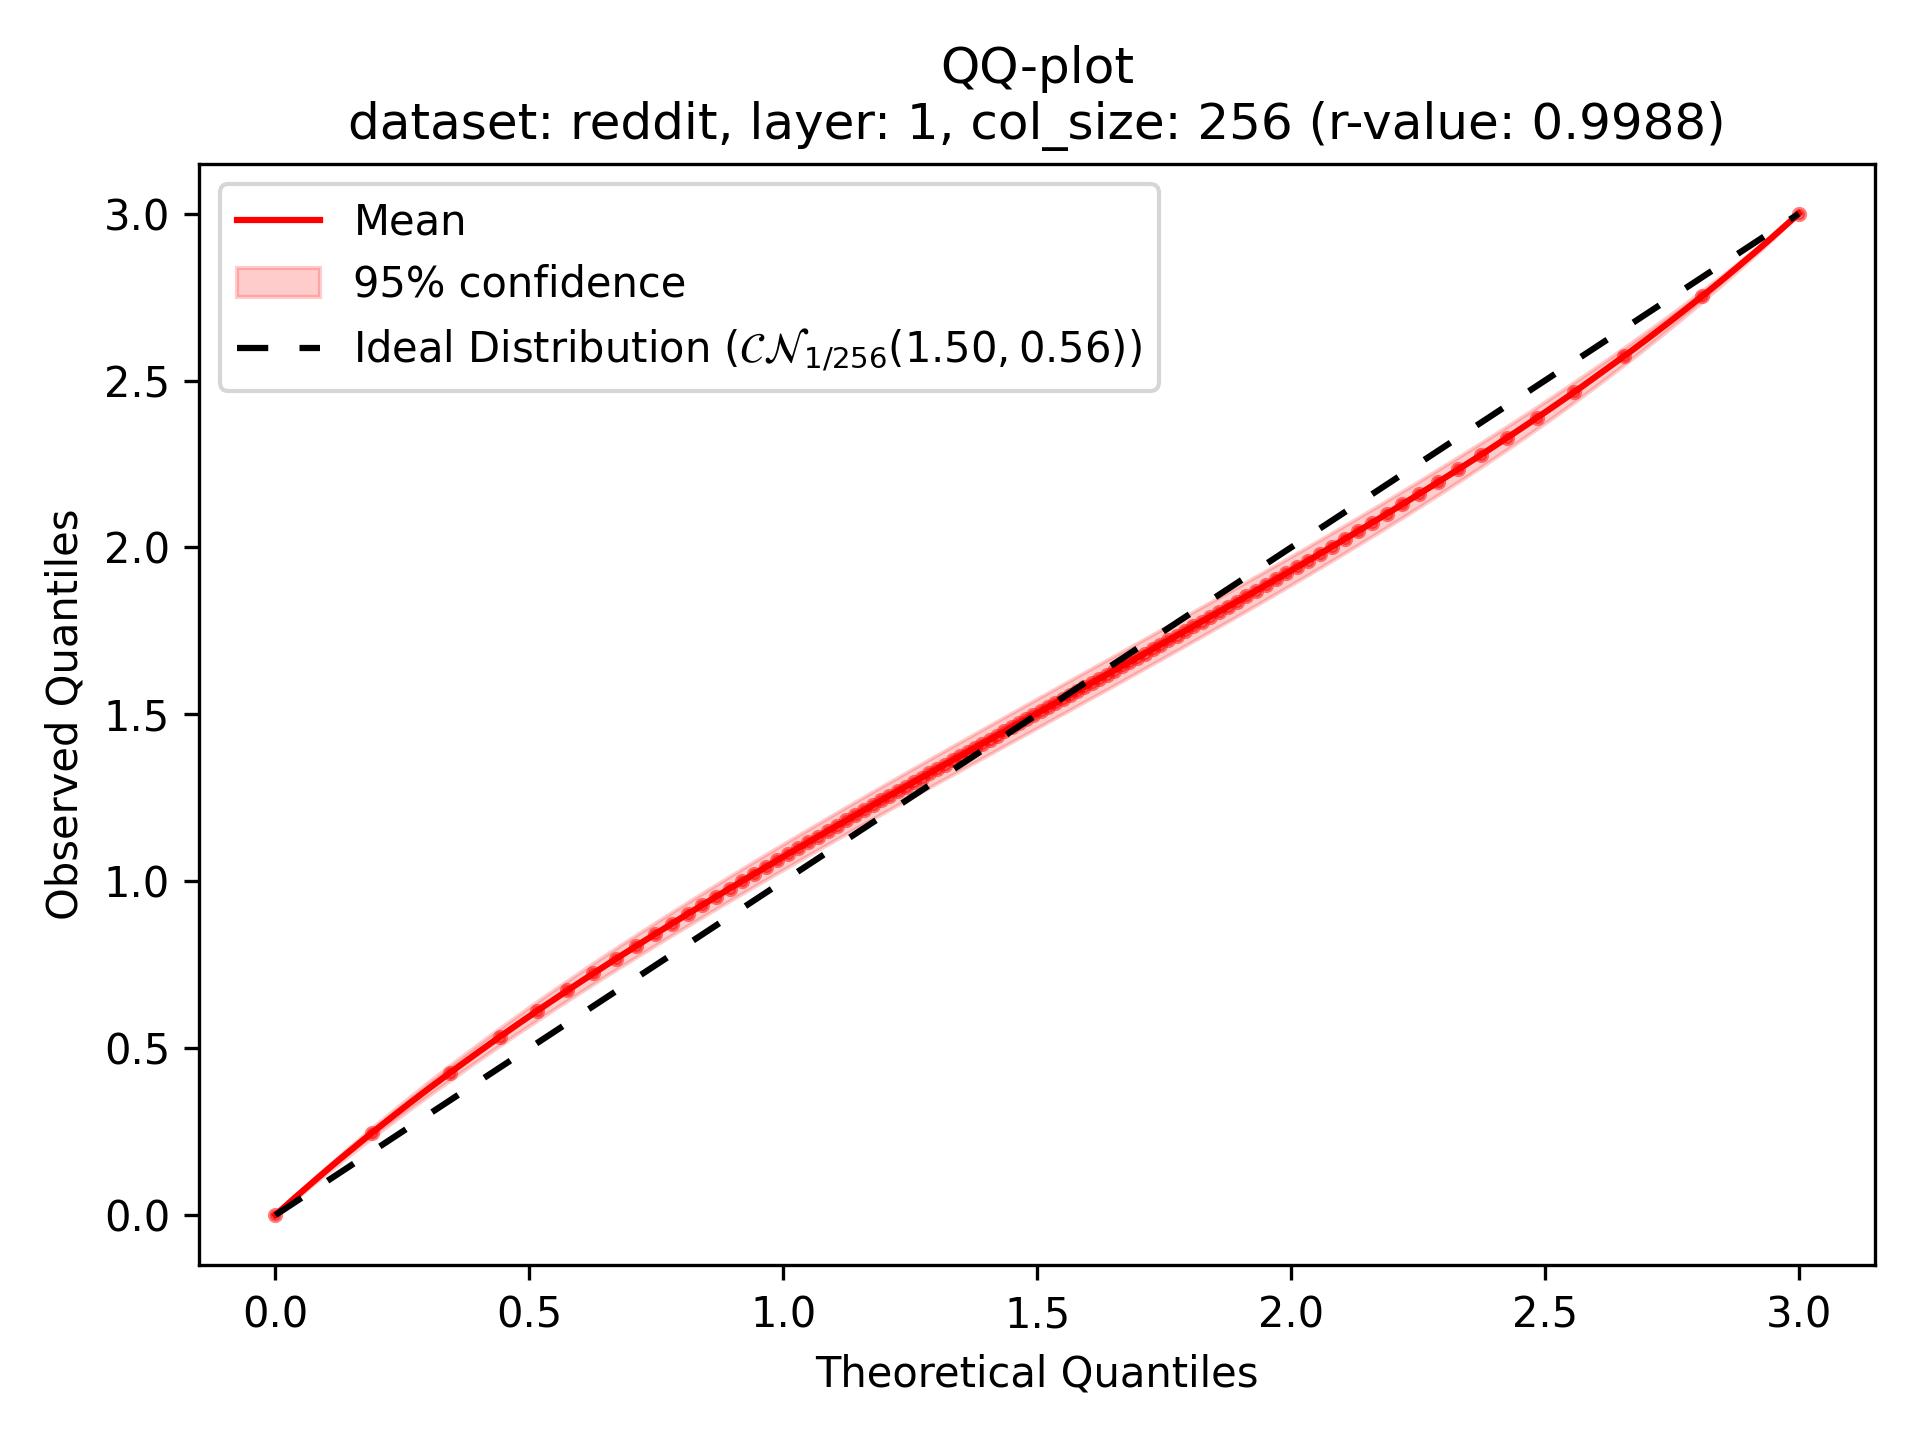 QQ-plot
dataset: reddit, layer: 1, col_size: 256 (r-value: 0.9988)
Mean
95% confidence
Ideal Distribution (𝒞𝒩₁/₂₅₆(1.50, 0.56))
3.0
2.5
2.0
1.5
1.0
0.5
0.0
Observed Quantiles
0.0 0.5 1.0 1.5 2.0 2.5 3.0
Theoretical Quantiles